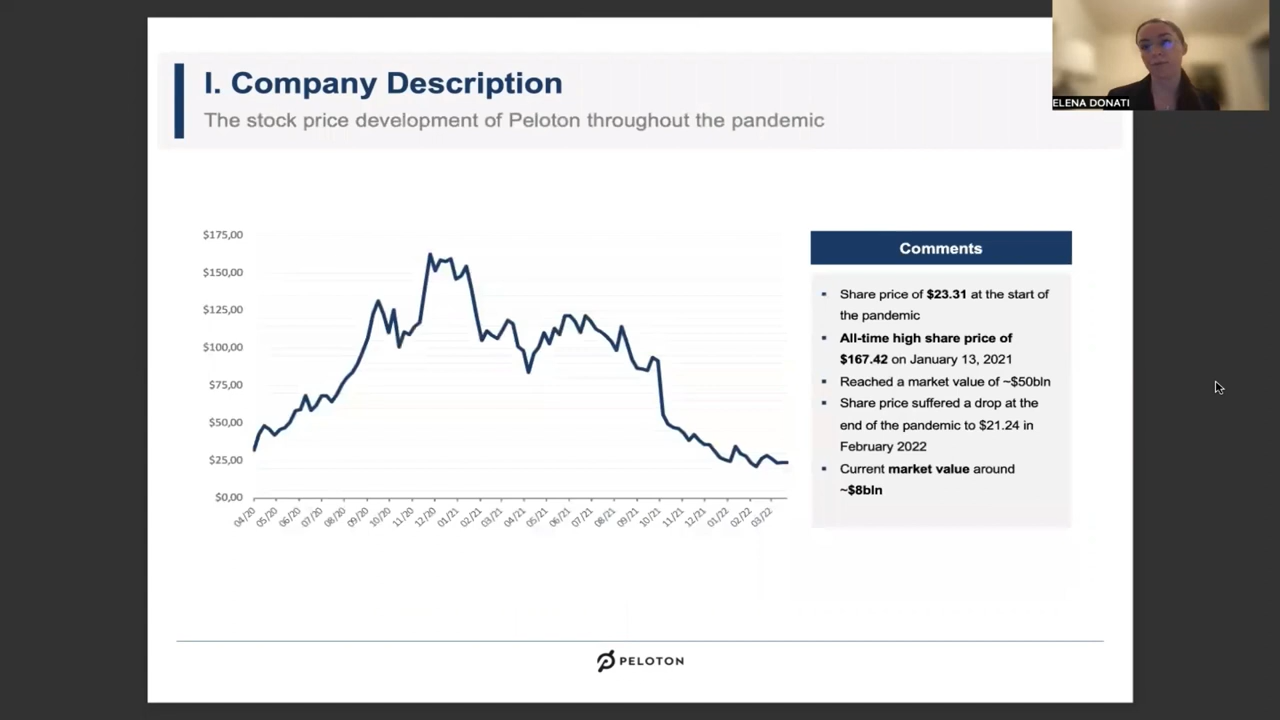 I. Company Description
The stock price development of Peloton throughout the pandemic
ELENA DONATI
$175,00
$150,00
$125,00
$100,00
$75,00
$50,00
$25,00
$0,00
04/20
05/20
06/20
07/20
08/20
09/20
10/20
11/20
12/20
01/21
02/21
03/21
04/21
05/21
06/21
07/21
08/21
09/21
10/21
11/21
12/21
01/22
02/22
03/22
Comments
▪ Share price of $23.31 at the start of
the pandemic
▪ All-time high share price of
$167.42 on January 13, 2021
▪ Reached a market value of ~$50bln
▪ Share price suffered a drop at the
end of the pandemic to $21.24 in
February 2022
▪ Current market value around
~$8bln
PELOTON